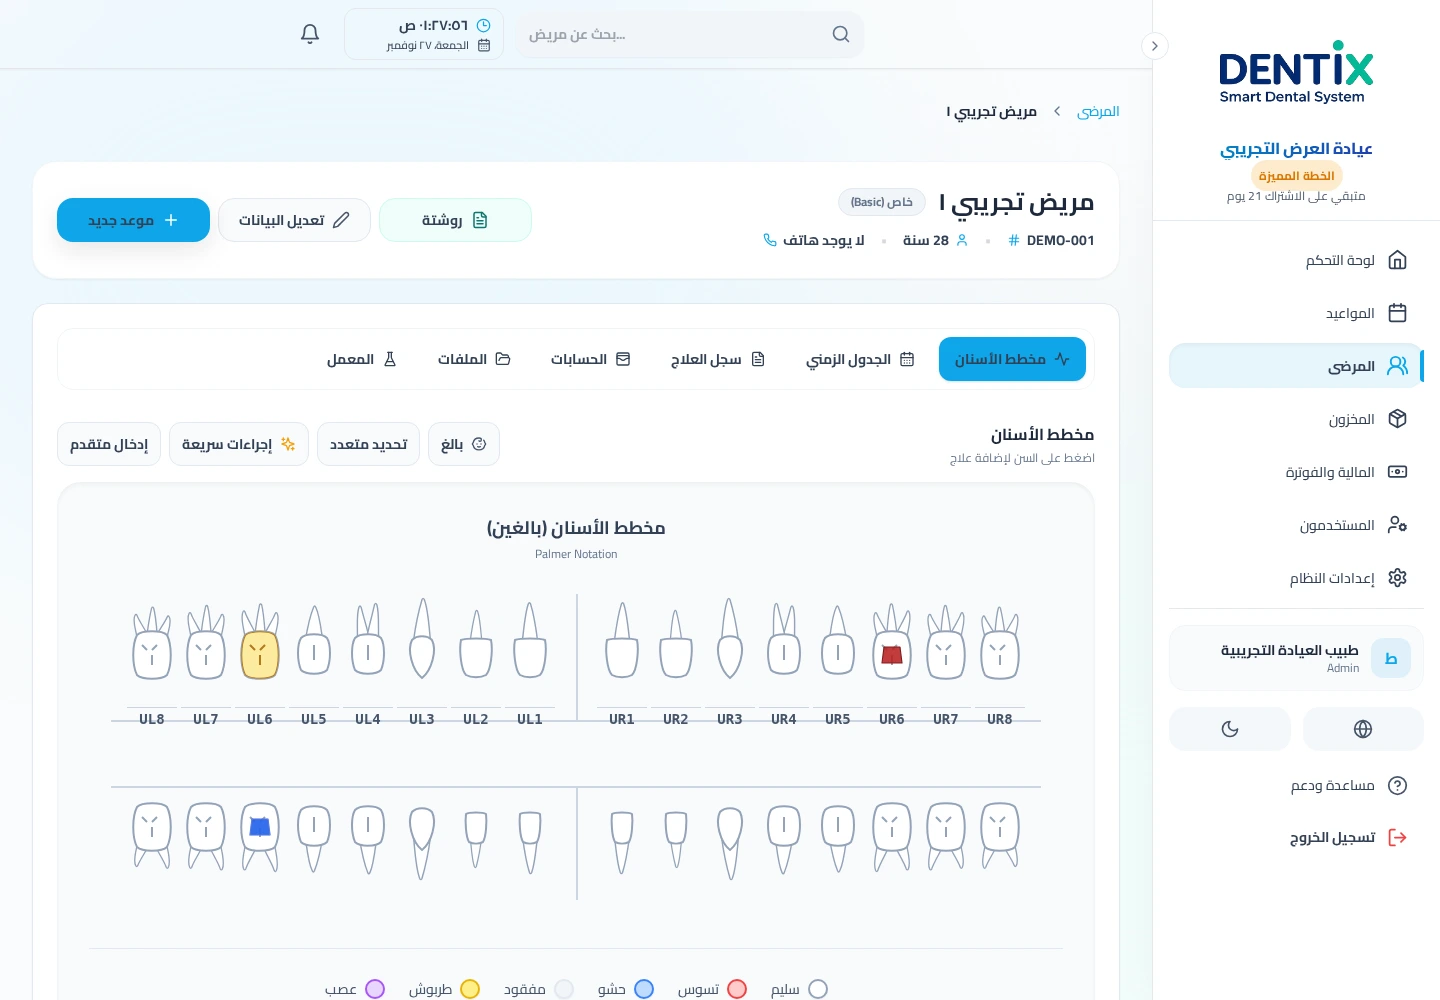 DENTiX
Smart Dental System
عيادة العرض التجريبي
الخطة المميزة
متبقي على الاشتراك 21 يوم
لوحة التحكم
المواعيد
المرضى
المخزون
المالية والفوترة
المستخدمون
إعدادات النظام
ط
طبيب العيادة التجريبية
Admin
مساعدة ودعم
تسجيل الخروج
بحث عن مريض...
٠١:٢٧:٥٦ ص
الجمعة، ٢٧ نوفمبر
المرضى
مريض تجريبي ١
مريض تجريبي ١
خاص (Basic)
DEMO-001
28 سنة
لا يوجد هاتف
روشتة
تعديل البيانات
موعد جديد
مخطط الأسنان
الجدول الزمني
سجل العلاج
الحسابات
الملفات
المعمل
مخطط الأسنان
اضغط على السن لإضافة علاج
بالغ
تحديد متعدد
إجراءات سريعة
إدخال متقدم
مخطط الأسنان (بالغين)
Palmer Notation
UL8 UL7 UL6 UL5 UL4 UL3 UL2 UL1 UR1 UR2 UR3 UR4 UR5 UR6 UR7 UR8
سليم
تسوس
حشو
مفقود
طربوش
عصب